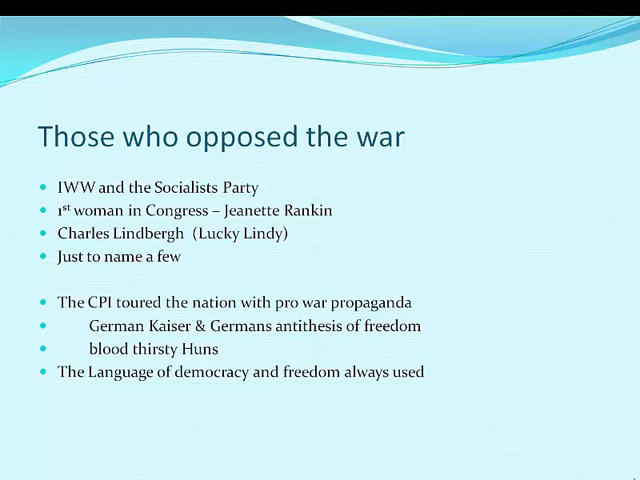 Those who opposed the war
IWW and the Socialists Party
1st woman in Congress – Jeanette Rankin
Charles Lindbergh (Lucky Lindy)
Just to name a few
The CPI toured the nation with pro war propaganda
German Kaiser & Germans antithesis of freedom
blood thirsty Huns
The Language of democracy and freedom always used